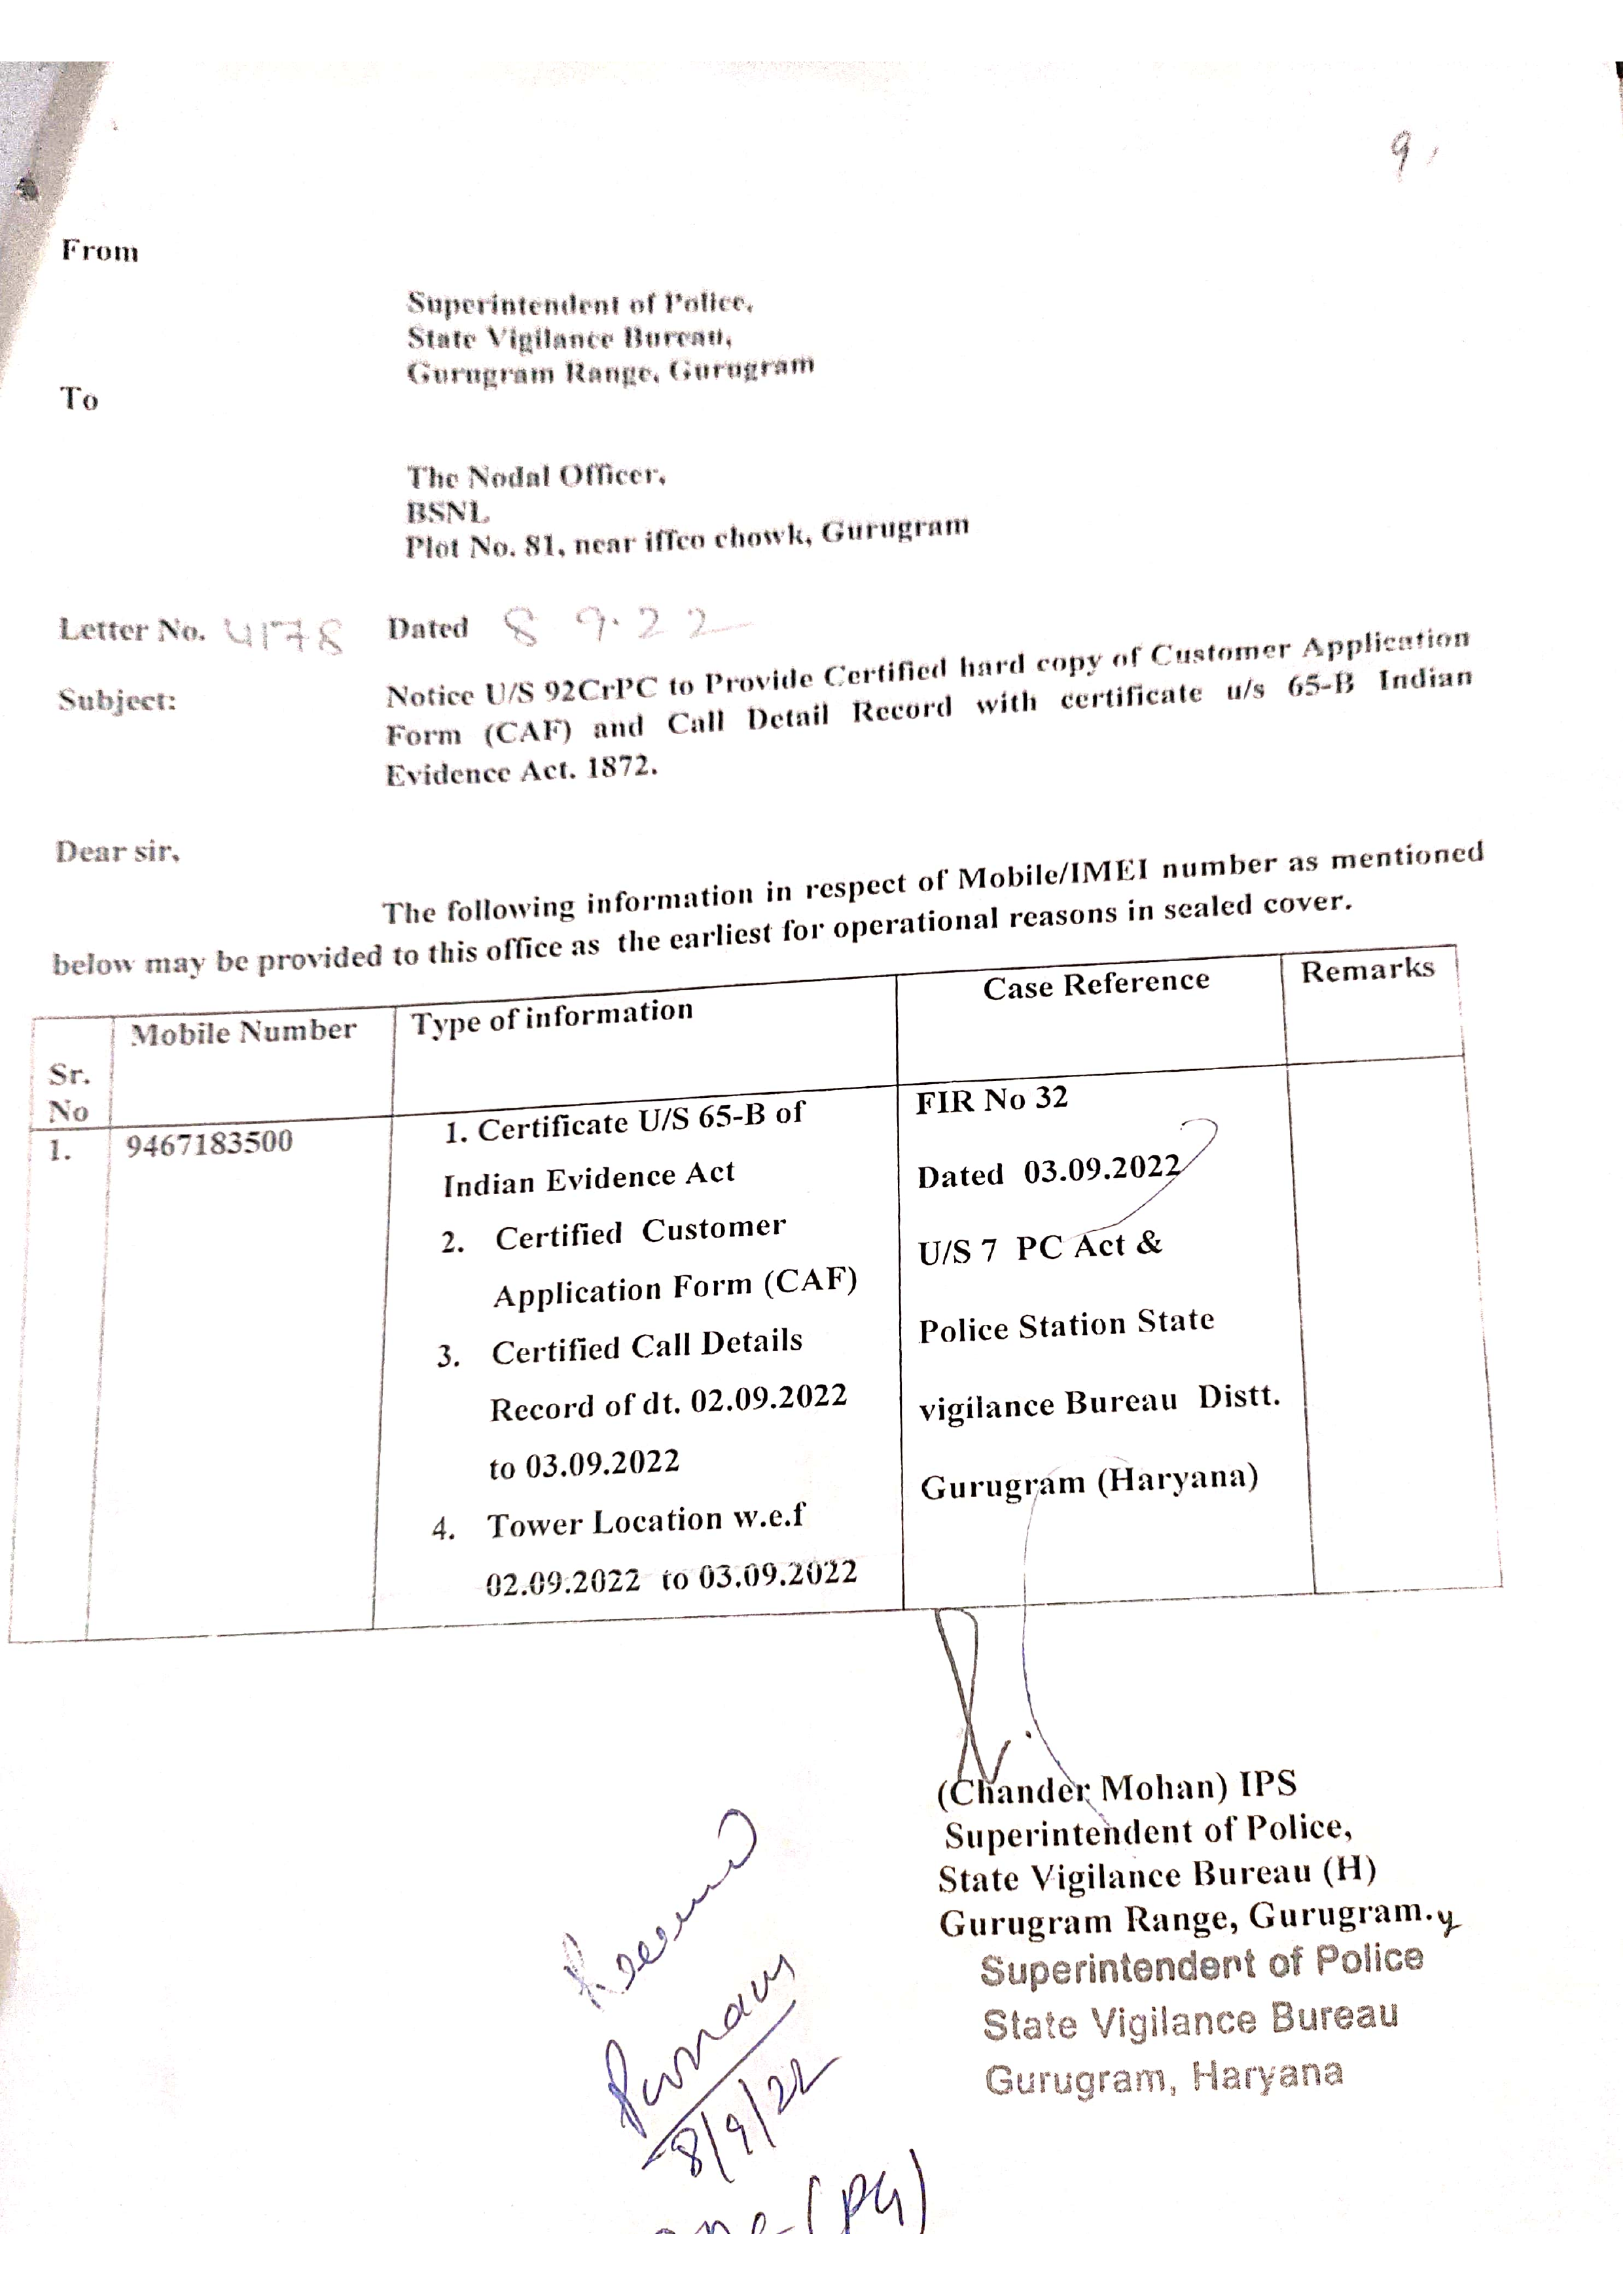 9,
From
Superintendent of Police,
State Vigilance Bureau,
Gurugram Range, Gurugram
To
The Nodal Officer,
BSNL
Plot No. 81, near iffco chowk, Gurugram
Letter No. 4178 Dated 8 9.22
Subject: Notice U/S 92CrPC to Provide Certified hard copy of Customer Application
Form (CAF) and Call Detail Record with certificate u/s 65-B Indian
Evidence Act. 1872.
Dear sir,
The following information in respect of Mobile/IMEI number as mentioned
below may be provided to this office as the earliest for operational reasons in sealed cover.
Sr. No Mobile Number Type of information Case Reference Remarks
1. 9467183500
1. Certificate U/S 65-B of
Indian Evidence Act
2. Certified Customer
Application Form (CAF)
3. Certified Call Details
Record of dt. 02.09.2022
to 03.09.2022
4. Tower Location w.e.f
02.09.2022 to 03.09.2022
FIR No 32
Dated 03.09.2022
U/S 7 PC Act &
Police Station State
vigilance Bureau Distt.
Gurugram (Haryana)
(Chander Mohan) IPS
Superintendent of Police,
State Vigilance Bureau (H)
Gurugram Range, Gurugram.
Superintendent of Police
State Vigilance Bureau
Gurugram, Haryana
8/9/22
(PG)